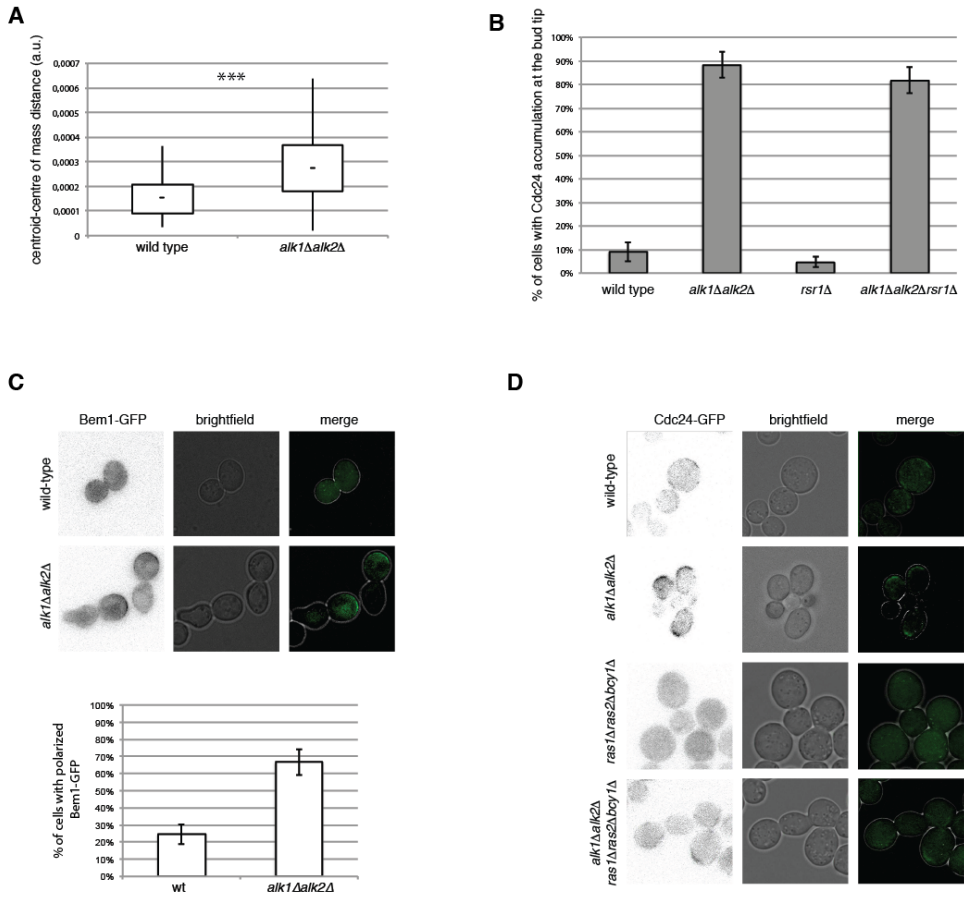 A
centroid-centre of mass distance (a.u.)
0,0007
0,0006
0,0005
0,0004
0,0003
0,0002
0,0001
0
***
wild type
alk1Δalk2Δ
B
% of cells with Cdc24 accumulation at the bud tip
100%
90%
80%
70%
60%
50%
40%
30%
20%
10%
0%
wild type
alk1Δalk2Δ
rsr1Δ
alk1Δalk2Δrsr1Δ
C
Bem1-GFP
brightfield
merge
wild-type
alk1Δalk2Δ
% of cells with polarized
Bem1-GFP
100%
90%
80%
70%
60%
50%
40%
30%
20%
10%
0%
wt
alk1Δalk2Δ
D
Cdc24-GFP
brightfield
merge
wild-type
alk1Δalk2Δ
ras1Δras2Δbcy1Δ
alk1Δalk2Δ
ras1Δras2Δbcy1Δ